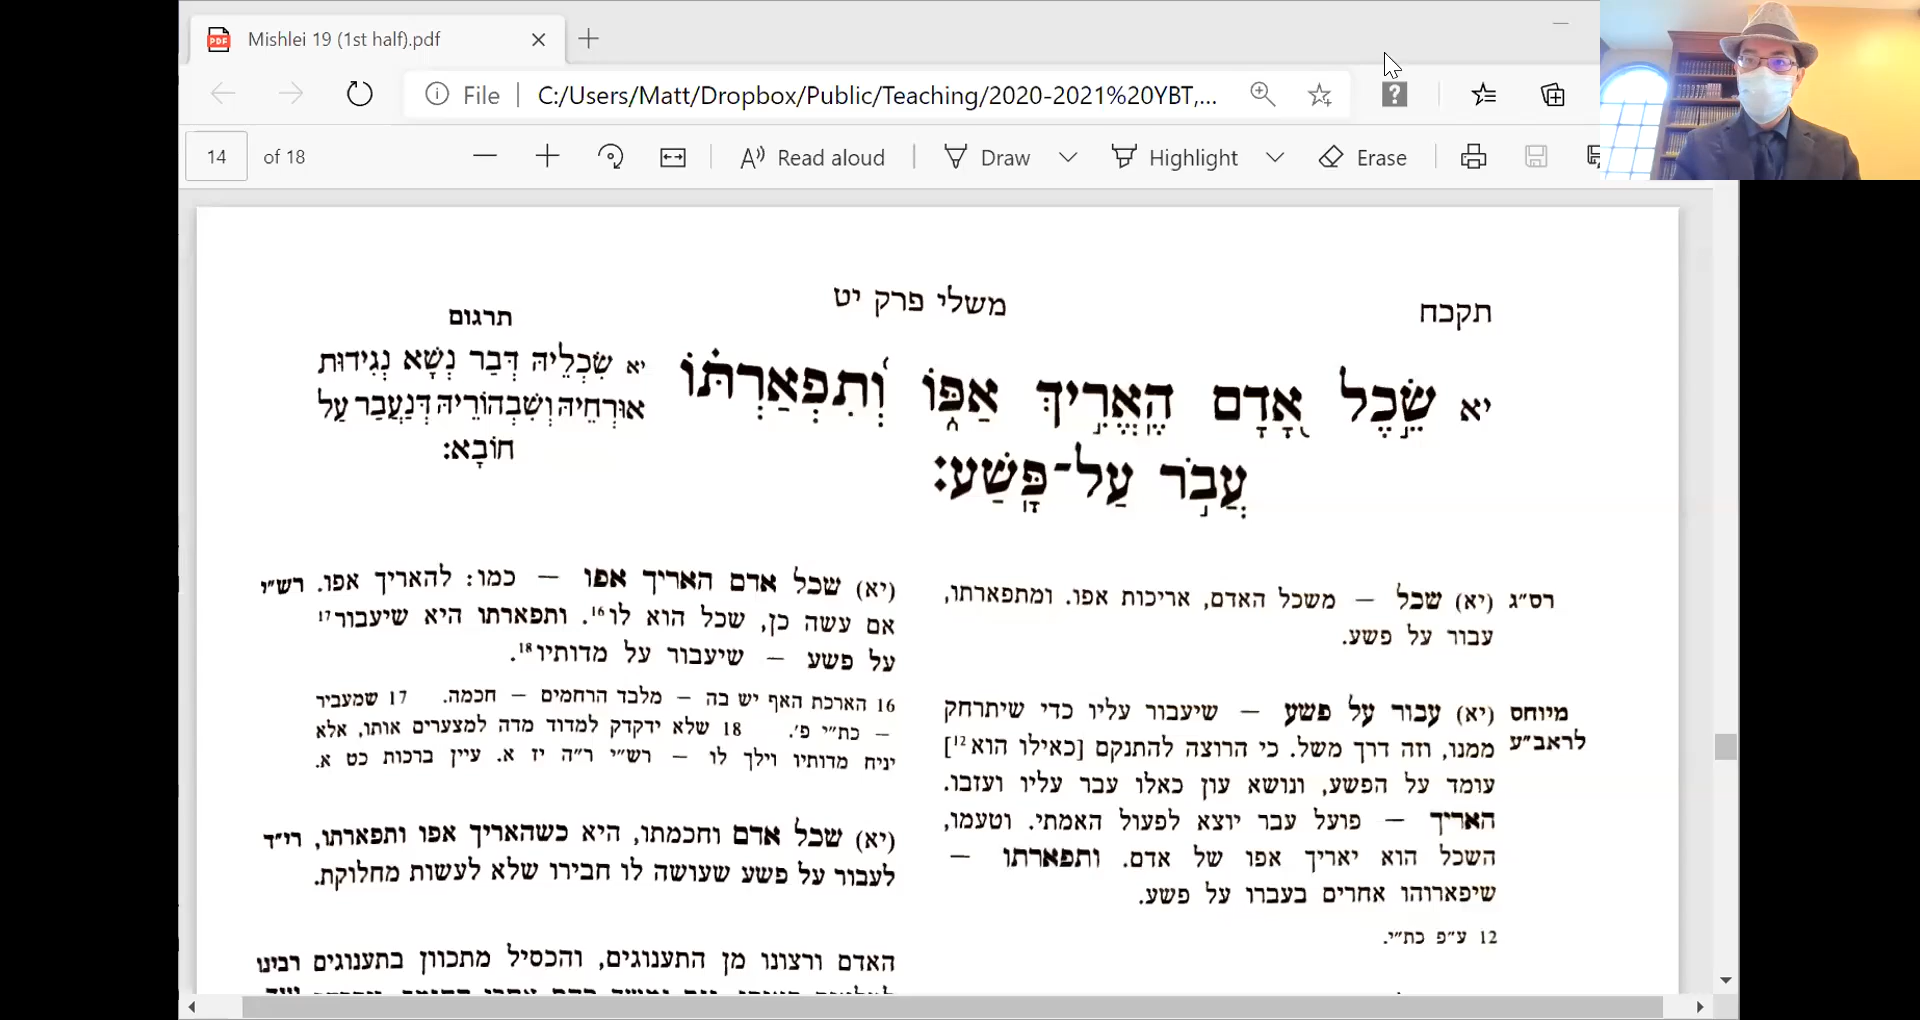 Mishlei 19 (1st half).pdf
File
C:/Users/Matt/Dropbox/Public/Teaching/2020-2021%20YBT,...
14 of 18
Read aloud
Draw
Highlight
Erase
תקכח
משלי פרק יט
תרגום
יא שֵׂ֣כֶל אָ֭דָם הֶאֱרִ֣יךְ אַפּ֑וֹ וְ֝תִפְאַרְתּ֗וֹ
עֲבֹ֣ר עַל־פָּֽשַׁע׃
יא שִׂכְלֵיהּ דְּבַר נָשָׁא נְגִידוּת
אוּרְחֵיהּ וְשִׁבְהוֹרֵיהּ דְּנַעֲבַר עַל
חוֹבָא:
רס״ג (יא) שכל — משכל האדם, אריכות אפו. ומתפארתו,
עבור על פשע.
מיוחס לראב״ע (יא) עבור על פשע — שיעבור עליו כדי שיתרחק
ממנו, וזה דרך משל. כי הרוצה להתנקם [כאילו הוא12]
עומד על הפשע, ונושא עון כאלו עבר עליו ועזבו.
האריך — פועל עבר יוצא לפעול האמתי. וטעמו,
השכל הוא יאריך אפו של אדם. ותפארתו —
שיפארוהו אחרים בעברו על פשע.
12 ע״פ כת״י.
(יא) שכל אדם האריך אפו — כמו: להאריך אפו. רש״י
אם עשה כן, שכל הוא לו16. ותפארתו היא שיעבור17
על פשע — שיעבור על מדותיו18.
16 הארכת האף יש בה — מלבד הרחמים — חכמה. 17 שמעביר
— כת״י פ׳. 18 שלא ידקדק למדוד מדה למצערים אותו, אלא
יניח מדותיו וילך לו — רש״י ר״ה יז א. עיין ברכות כט א.
(יא) שכל אדם וחכמתו, היא כשהאריך אפו ותפארתו, רי״ד
לעבור על פשע שעושה לו חבירו שלא לעשות מחלוקת.
האדם ורצונו מן התענוגים, והכסיל מתכוון בתענוגים רבינו